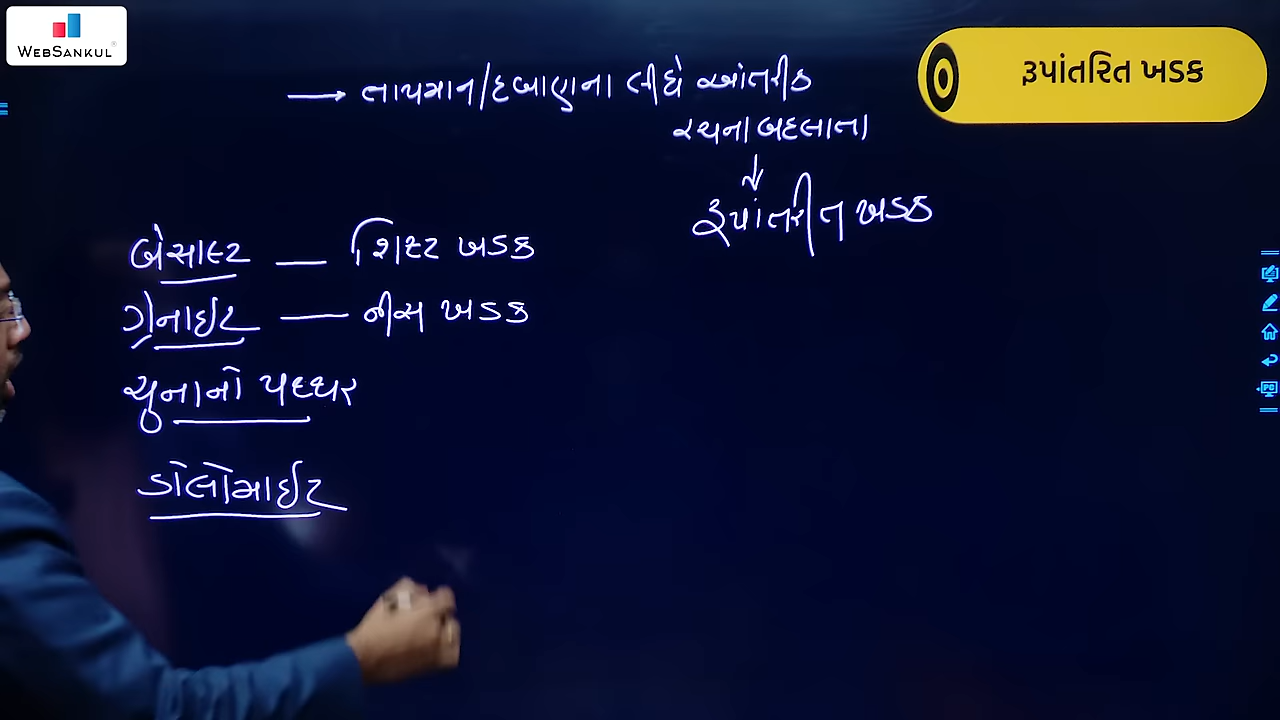 WEBSANKUL
રૂપાંતરિત ખડક
→ તાપમાન/દબાણના લીધે આંતરીક
રચના બદલાતા
રૂપાંતરીત ખડક
બેસાલ્ટ — શિસ્ટ ખડક
ગ્રેનાઈટ — નીસ ખડક
ચુનાનો પથ્થર
ડોલોમાઈટ